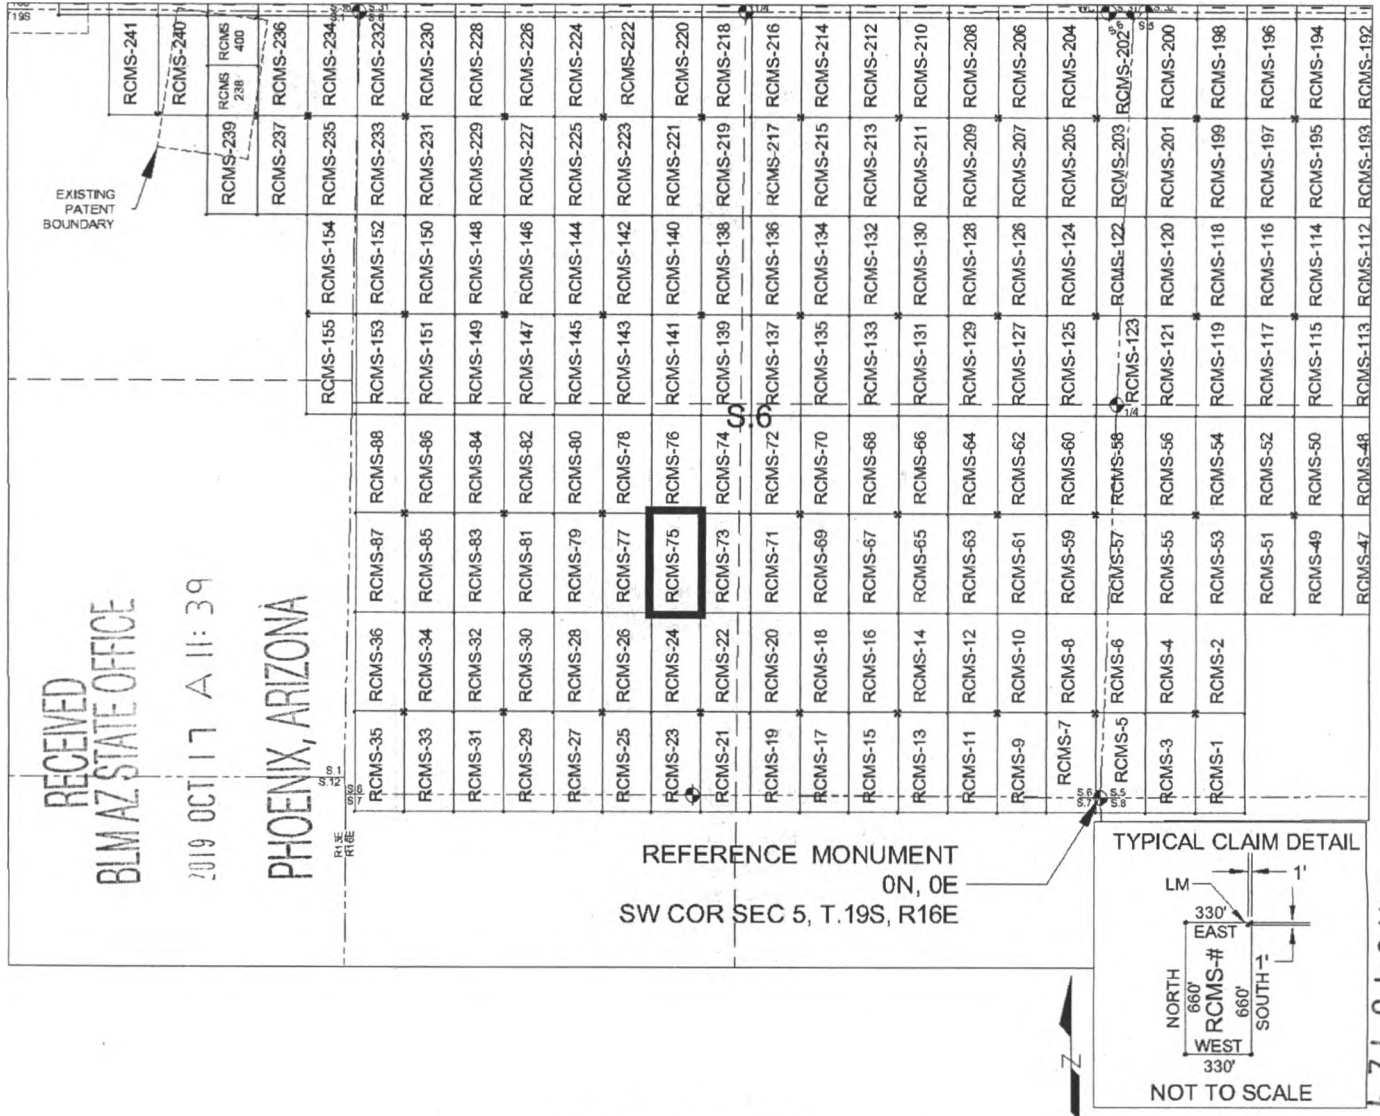 T19S
S.1 S.6
S.31
1/4
S.32
S.6 S.5
RCMS-241
RCMS-240
RCMS 400
RCMS 238
RCMS-236
RCMS-234
RCMS-232
RCMS-230
RCMS-228
RCMS-226
RCMS-224
RCMS-222
RCMS-220
RCMS-218
RCMS-216
RCMS-214
RCMS-212
RCMS-210
RCMS-208
RCMS-206
RCMS-204
RCMS-202
RCMS-200
RCMS-198
RCMS-196
RCMS-194
RCMS-192
RCMS-239
RCMS-237
RCMS-235
RCMS-233
RCMS-231
RCMS-229
RCMS-227
RCMS-225
RCMS-223
RCMS-221
RCMS-219
RCMS-217
RCMS-215
RCMS-213
RCMS-211
RCMS-209
RCMS-207
RCMS-205
RCMS-203
RCMS-201
RCMS-199
RCMS-197
RCMS-195
RCMS-193
EXISTING
PATENT
BOUNDARY
RCMS-154
RCMS-152
RCMS-150
RCMS-148
RCMS-146
RCMS-144
RCMS-142
RCMS-140
RCMS-138
RCMS-136
RCMS-134
RCMS-132
RCMS-130
RCMS-128
RCMS-126
RCMS-124
RCMS-122
RCMS-120
RCMS-118
RCMS-116
RCMS-114
RCMS-112
RCMS-155
RCMS-153
RCMS-151
RCMS-149
RCMS-147
RCMS-145
RCMS-143
RCMS-141
RCMS-139
RCMS-137
RCMS-135
RCMS-133
RCMS-131
RCMS-129
RCMS-127
RCMS-125
RCMS-123
RCMS-121
RCMS-119
RCMS-117
RCMS-115
RCMS-113
S.6
1/4
RCMS-88
RCMS-86
RCMS-84
RCMS-82
RCMS-80
RCMS-78
RCMS-76
RCMS-74
RCMS-72
RCMS-70
RCMS-68
RCMS-66
RCMS-64
RCMS-62
RCMS-60
RCMS-58
RCMS-56
RCMS-54
RCMS-52
RCMS-50
RCMS-48
RCMS-87
RCMS-85
RCMS-83
RCMS-81
RCMS-79
RCMS-77
RCMS-75
RCMS-73
RCMS-71
RCMS-69
RCMS-67
RCMS-65
RCMS-63
RCMS-61
RCMS-59
RCMS-57
RCMS-55
RCMS-53
RCMS-51
RCMS-49
RCMS-47
RCMS-36
RCMS-34
RCMS-32
RCMS-30
RCMS-28
RCMS-26
RCMS-24
RCMS-22
RCMS-20
RCMS-18
RCMS-16
RCMS-14
RCMS-12
RCMS-10
RCMS-8
RCMS-6
RCMS-4
RCMS-2
RCMS-35
RCMS-33
RCMS-31
RCMS-29
RCMS-27
RCMS-25
RCMS-23
RCMS-21
RCMS-19
RCMS-17
RCMS-15
RCMS-13
RCMS-11
RCMS-9
RCMS-7
RCMS-5
RCMS-3
RCMS-1
S.1
S.12
S.6
S.7
S.6 S.5
S.7 S.8
R15E
R16E
RECEIVED
BLM AZ STATE OFFICE
2019 OCT 17 A 11:39
PHOENIX, ARIZONA
REFERENCE MONUMENT
0N, 0E
SW COR SEC 5, T.19S, R16E
TYPICAL CLAIM DETAIL
LM
1'
330'
EAST
NORTH
660'
RCMS-#
660'
SOUTH
1'
WEST
330'
NOT TO SCALE
N